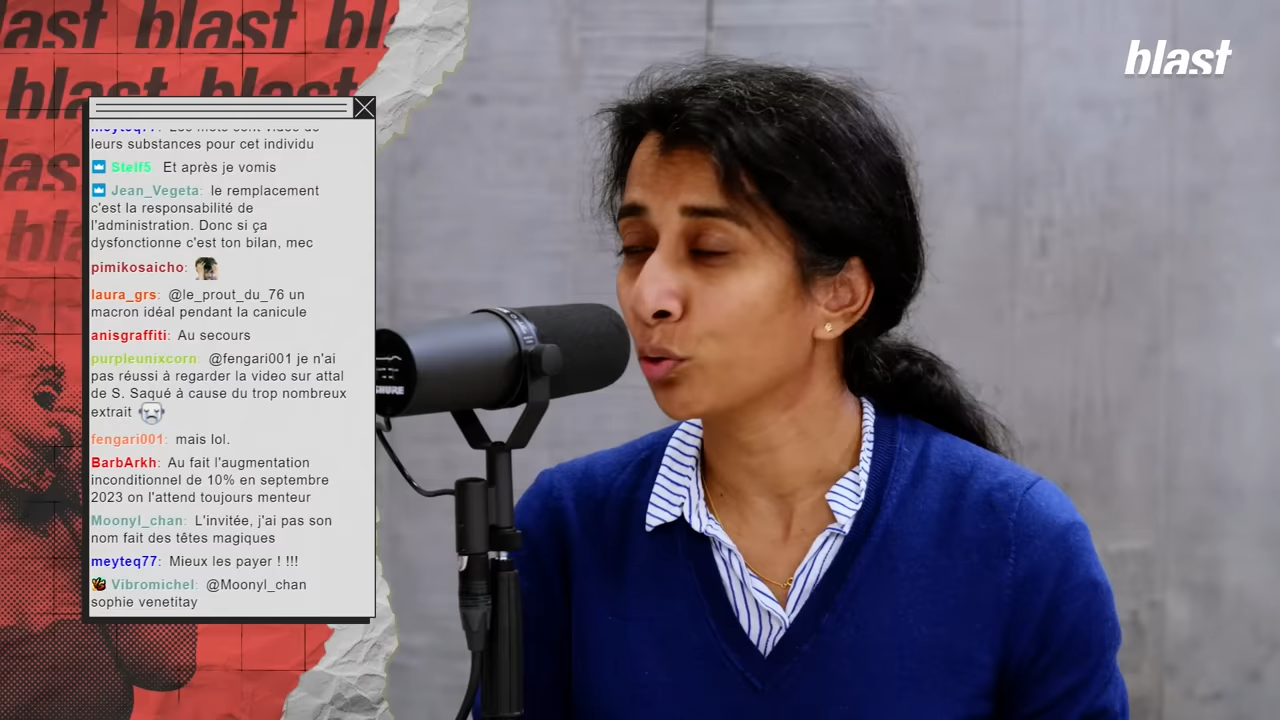 ast blast blast
blast blast
last
bla
blast
meyteq77: Les mots sont vidés de
leurs substances pour cet individu
Stelf5 Et après je vomis
Jean_Vegeta: le remplacement
c'est la responsabilité de
l'administration. Donc si ça
dysfonctionne c'est ton bilan, mec
pimikosaicho:
laura_grs: @le_prout_du_76 un
macron idéal pendant la canicule
anisgraffiti: Au secours
purpleunixcorn: @fengari001 je n'ai
pas réussi à regarder la video sur attal
de S. Saqué à cause du trop nombreux
extrait
fengari001: mais lol.
BarbArkh: Au fait l'augmentation
inconditionnel de 10% en septembre
2023 on l'attend toujours menteur
Moonyl_chan: L'invitée, j'ai pas son
nom fait des têtes magiques
meyteq77: Mieux les payer ! !!!
Vibromichel: @Moonyl_chan
sophie venetitay
SHURE